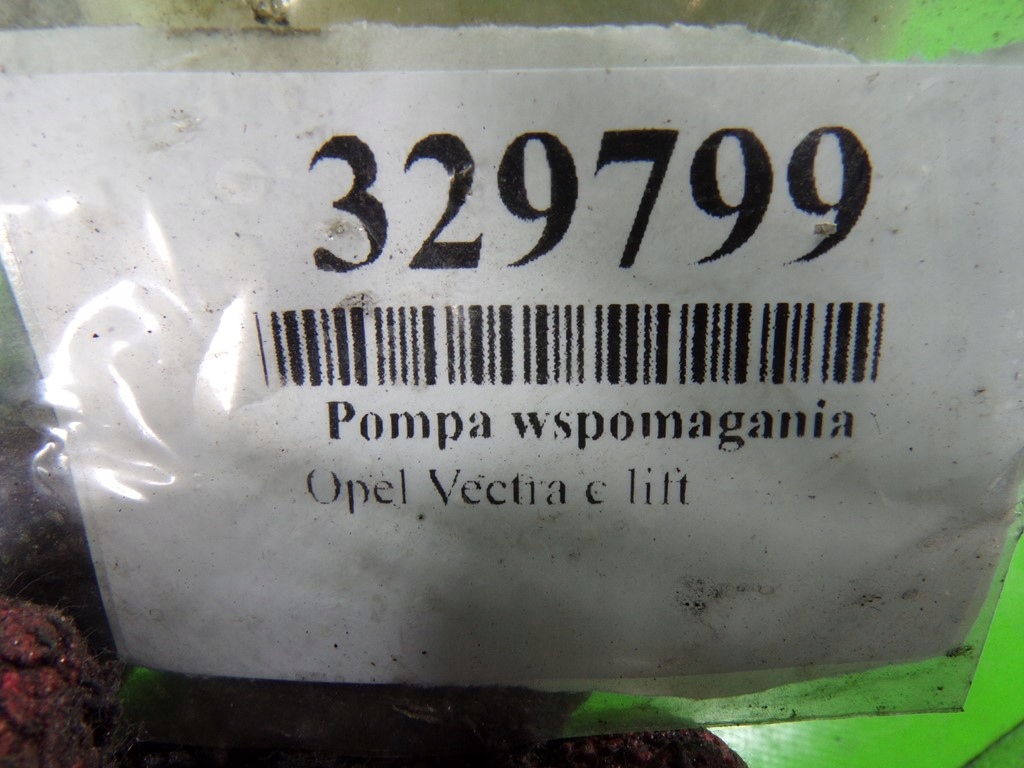 329799
Pompa wspomagania
Opel Vectra c lift